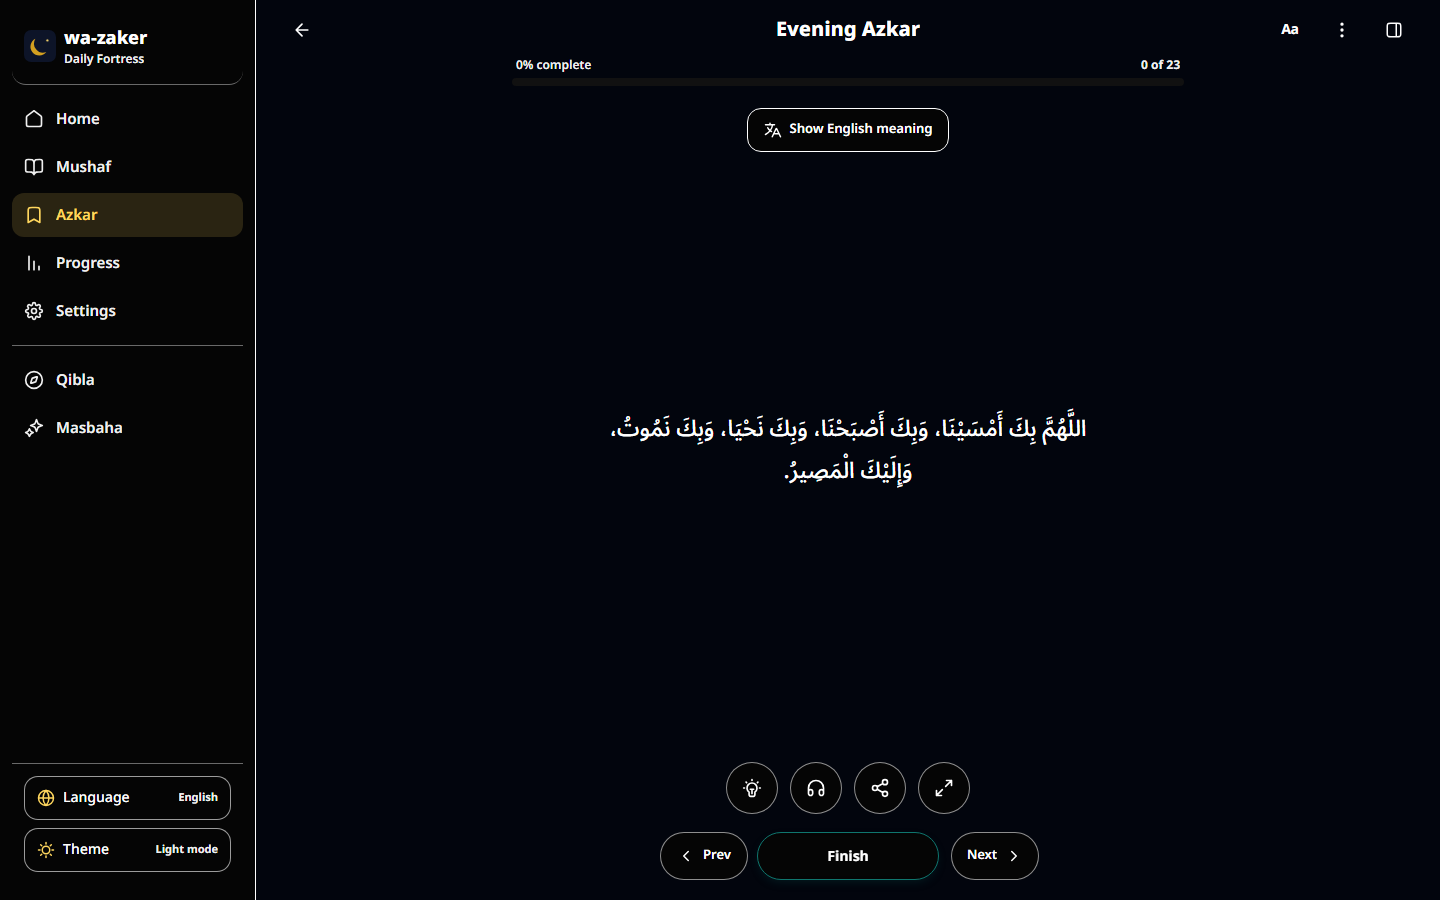 wa-zaker
Daily Fortress
Home
Mushaf
Azkar
Progress
Settings
Qibla
Masbaha
Language English
Theme Light mode
Evening Azkar
Aa
0% complete 0 of 23
Show English meaning
اللَّهُمَّ بِكَ أَمْسَيْنَا، وَبِكَ أَصْبَحْنَا، وَبِكَ نَحْيَا، وَبِكَ نَمُوتُ،
وَإِلَيْكَ الْمَصِيرُ.
Prev Finish Next